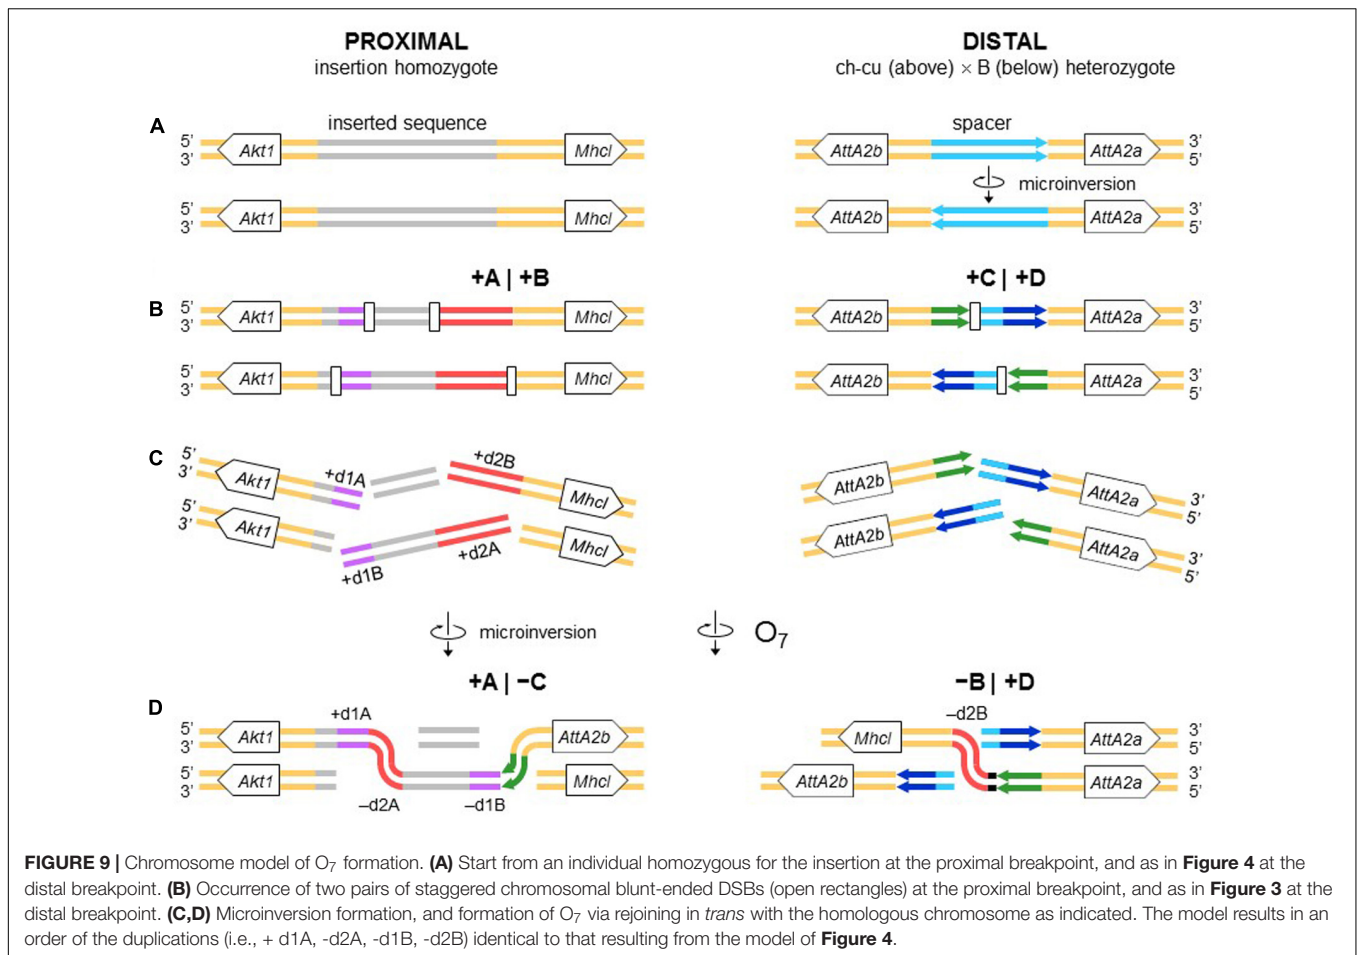 PROXIMAL
insertion homozygote
DISTAL
ch-cu (above) × B (below) heterozygote
A
5’
3’
Akt1
inserted sequence
Mhcl
AttA2b
spacer
AttA2a
3’
5’
microinversion
5’
3’
Akt1
Mhcl
AttA2b
AttA2a
3’
5’
+A | +B
+C | +D
B
5’
3’
Akt1
Mhcl
AttA2b
AttA2a
3’
5’
5’
3’
Akt1
Mhcl
AttA2b
AttA2a
3’
5’
C
5’
3’
Akt1
+d1A
+d2B
Mhcl
AttA2b
AttA2a
3’
5’
5’
3’
Akt1
+d1B
+d2A
Mhcl
AttA2b
AttA2a
3’
5’
microinversion
O7
+A | −C
−B | +D
D
5’
3’
Akt1
+d1A
AttA2b
Mhcl
–d2B
AttA2a
3’
5’
5’
3’
Akt1
–d2A
–d1B
Mhcl
AttA2b
AttA2a
3’
5’
FIGURE 9 | Chromosome model of O7 formation. (A) Start from an individual homozygous for the insertion at the proximal breakpoint, and as in Figure 4 at the
distal breakpoint. (B) Occurrence of two pairs of staggered chromosomal blunt-ended DSBs (open rectangles) at the proximal breakpoint, and as in Figure 3 at the
distal breakpoint. (C,D) Microinversion formation, and formation of O7 via rejoining in trans with the homologous chromosome as indicated. The model results in an
order of the duplications (i.e., + d1A, -d2A, -d1B, -d2B) identical to that resulting from the model of Figure 4.